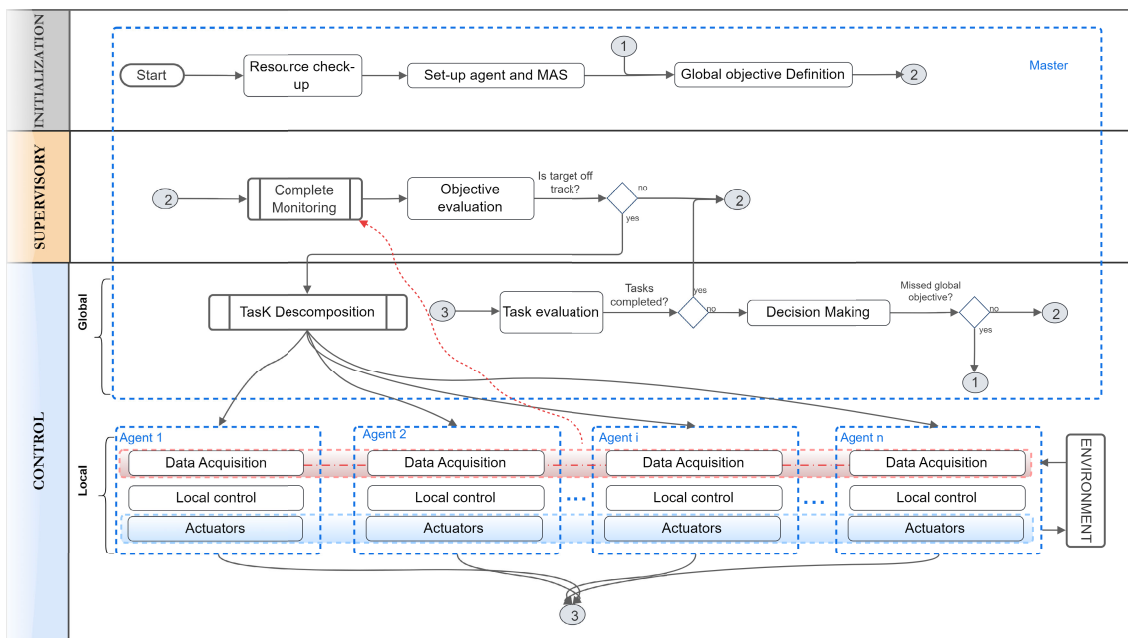 INITIALIZATION
1
Start
Resource check-
up
Set-up agent and MAS
Global objective Definition
2
Master
SUPERVISORY
2
Complete
Monitoring
Objective
evaluation
Is target off
track?
no
yes
2
CONTROL
Global
TasK Descomposition
3
Task evaluation
Tasks
completed?
yes
no
Decision Making
Missed global
objective?
no
yes
2
1
Local
Agent 1
Data Acquisition
Local control
Actuators
Agent 2
Data Acquisition
Local control
Actuators
...
Agent i
Data Acquisition
Local control
Actuators
...
Agent n
Data Acquisition
Local control
Actuators
ENVIRONMENT
3